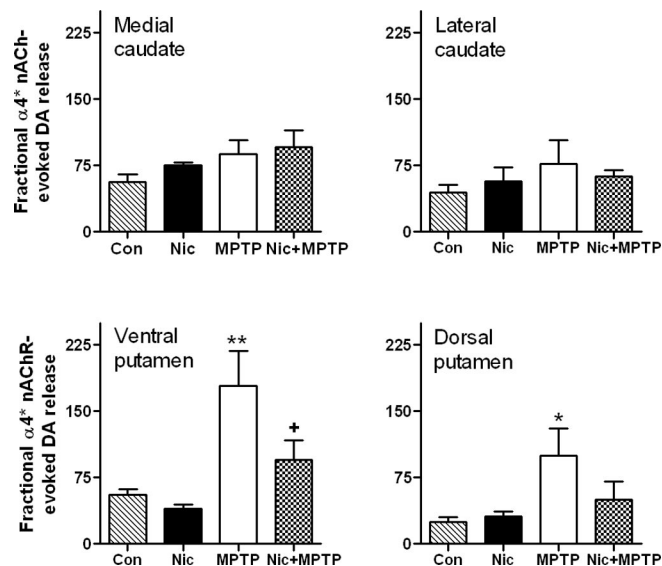 Medial
caudate
Fractional α4* nACh-
evoked DA release
225
150
75
0
Con Nic MPTP Nic+MPTP
Lateral
caudate
225
150
75
0
Con Nic MPTP Nic+MPTP
Ventral
putamen
Fractional α4* nAChR-
evoked DA release
225
150
75
0
**
+
Con Nic MPTP Nic+MPTP
Dorsal
putamen
225
150
75
0
*
Con Nic MPTP Nic+MPTP